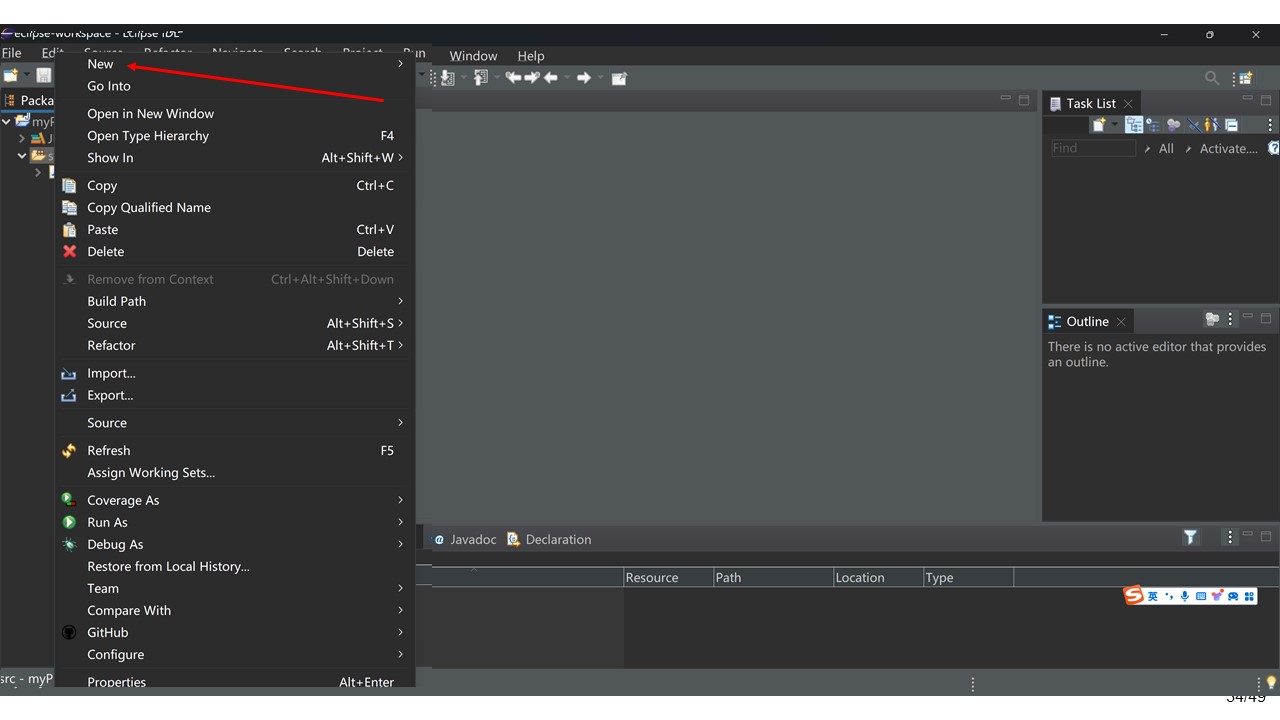 eclipse-workspace - Eclipse IDE
File Edit Source Refactor Navigate Search Project Run Window Help
Packa
Task List
myP
J
s
Find All Activate....
New
Go Into
Open in New Window
Open Type Hierarchy F4
Show In Alt+Shift+W
Copy Ctrl+C
Copy Qualified Name
Paste Ctrl+V
Delete Delete
Remove from Context Ctrl+Alt+Shift+Down
Build Path
Source Alt+Shift+S
Refactor Alt+Shift+T
Import...
Export...
Source
Refresh F5
Assign Working Sets...
Coverage As
Run As
Debug As
Restore from Local History...
Team
Compare With
GitHub
Configure
Properties Alt+Enter
Outline
There is no active editor that provides
an outline.
@ Javadoc Declaration
Resource Path Location Type
S 英
src - myP
54/49